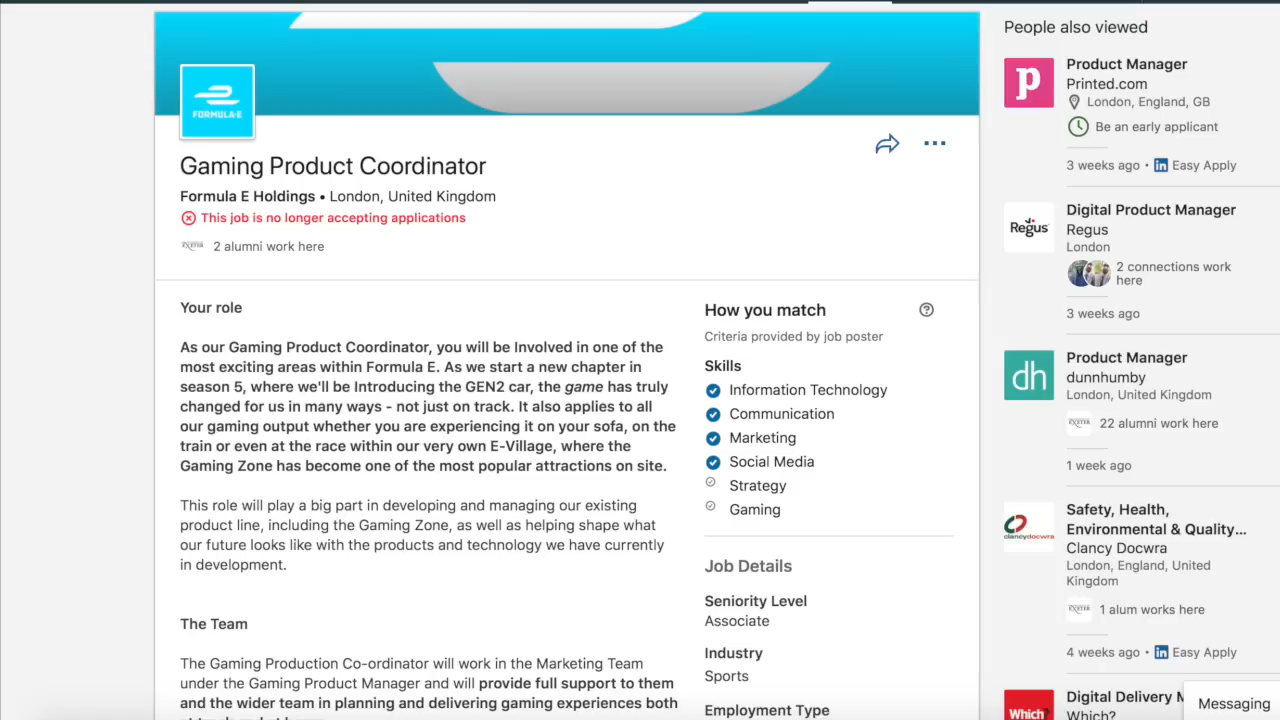 FORMULA-E
Gaming Product Coordinator
Formula E Holdings • London, United Kingdom
This job is no longer accepting applications
EXETER 2 alumni work here
Your role
As our Gaming Product Coordinator, you will be Involved in one of the
most exciting areas within Formula E. As we start a new chapter in
season 5, where we'll be Introducing the GEN2 car, the game has truly
changed for us in many ways - not just on track. It also applies to all
our gaming output whether you are experiencing it on your sofa, on the
train or even at the race within our very own E-Village, where the
Gaming Zone has become one of the most popular attractions on site.
This role will play a big part in developing and managing our existing
product line, including the Gaming Zone, as well as helping shape what
our future looks like with the products and technology we have currently
in development.
The Team
The Gaming Production Co-ordinator will work in the Marketing Team
under the Gaming Product Manager and will provide full support to them
and the wider team in planning and delivering gaming experiences both
How you match
Criteria provided by job poster
Skills
Information Technology
Communication
Marketing
Social Media
Strategy
Gaming
Job Details
Seniority Level
Associate
Industry
Sports
Employment Type
People also viewed
p
Product Manager
Printed.com
London, England, GB
Be an early applicant
3 weeks ago • in Easy Apply
Regus
Digital Product Manager
Regus
London
2 connections work
here
3 weeks ago
dh
Product Manager
dunnhumby
London, United Kingdom
EXETER 22 alumni work here
1 week ago
clancydocwra
Safety, Health,
Environmental & Quality...
Clancy Docwra
London, England, United
Kingdom
EXETER 1 alum works here
4 weeks ago • in Easy Apply
Which?
Digital Delivery M
Which?
Messaging